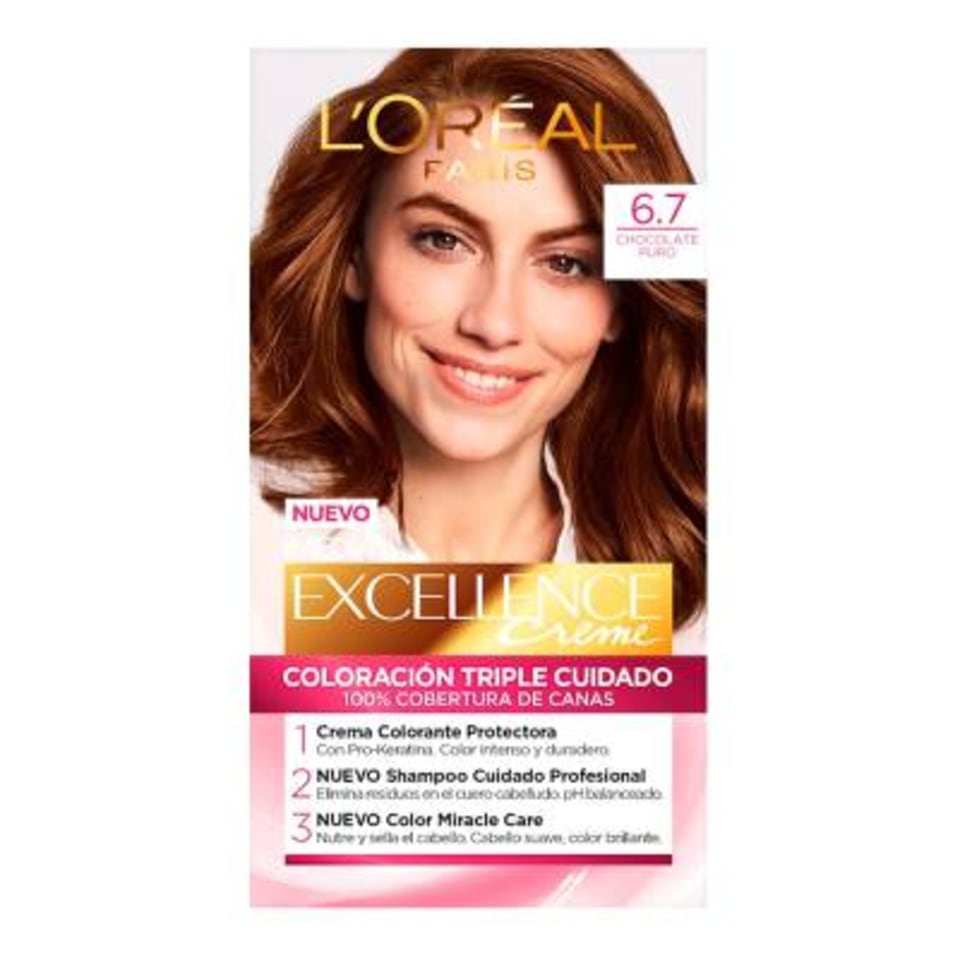 L'ORÉAL
PARIS
6.7
CHOCOLATE
PURO
NUEVO
EXCELLENCE
Creme
COLORACIÓN TRIPLE CUIDADO
100% COBERTURA DE CANAS
1 Crema Colorante Protectora
Con Pro-Keratina. Color intenso y duradero.
2 NUEVO Shampoo Cuidado Profesional
Elimina residuos en el cuero cabelludo. pH balanceado.
3 NUEVO Color Miracle Care
Nutre y sella el cabello. Cabello suave, color brillante.